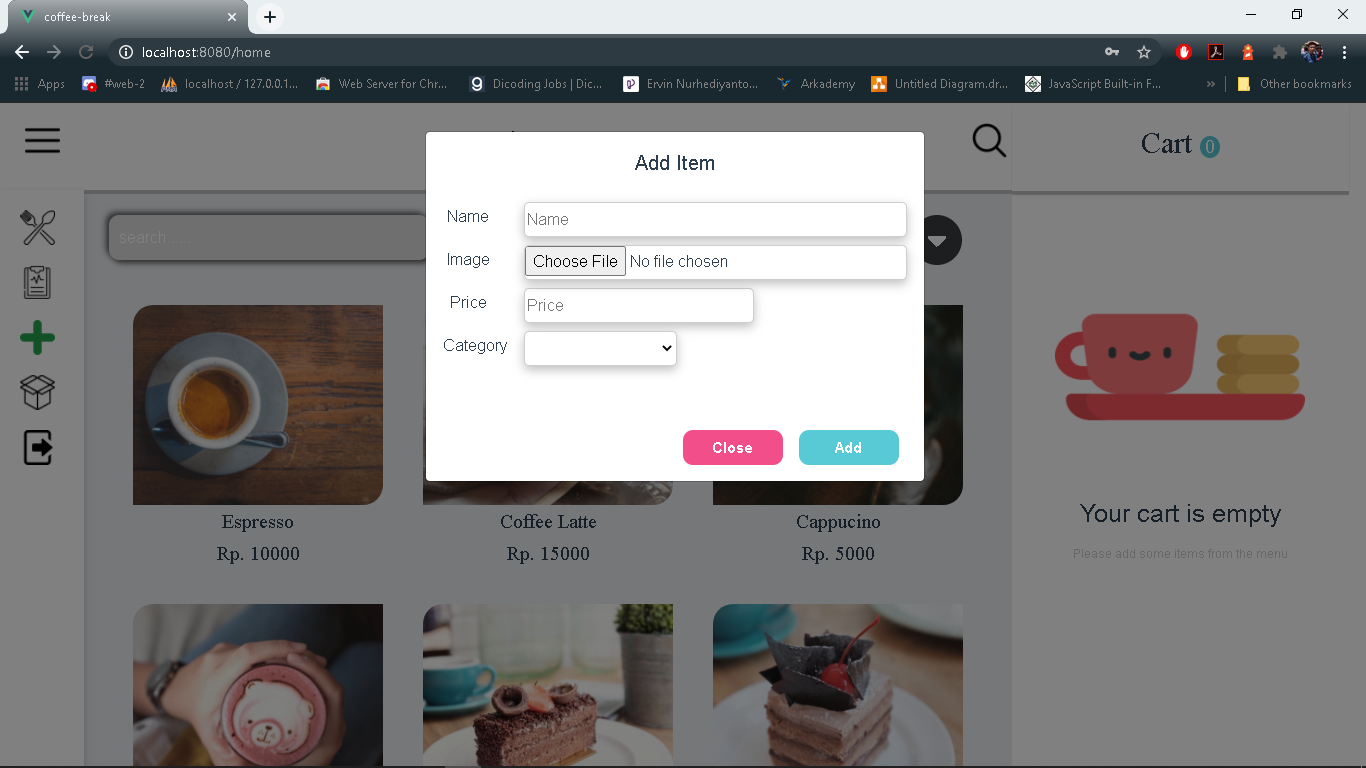 coffee-break
localhost:8080/home
Apps
#web-2
localhost / 127.0.0.1...
Web Server for Chr...
Dicoding Jobs | Dic...
Ervin Nurhediyanto...
Arkademy
Untitled Diagram.dr...
JavaScript Built-in F...
»
Other bookmarks
Cart 0
search......
Add Item
Name
Name
Image
Choose File No file chosen
Price
Price
Category
Close
Add
Espresso
Rp. 10000
Coffee Latte
Rp. 15000
Cappucino
Rp. 5000
Your cart is empty
Please add some items from the menu